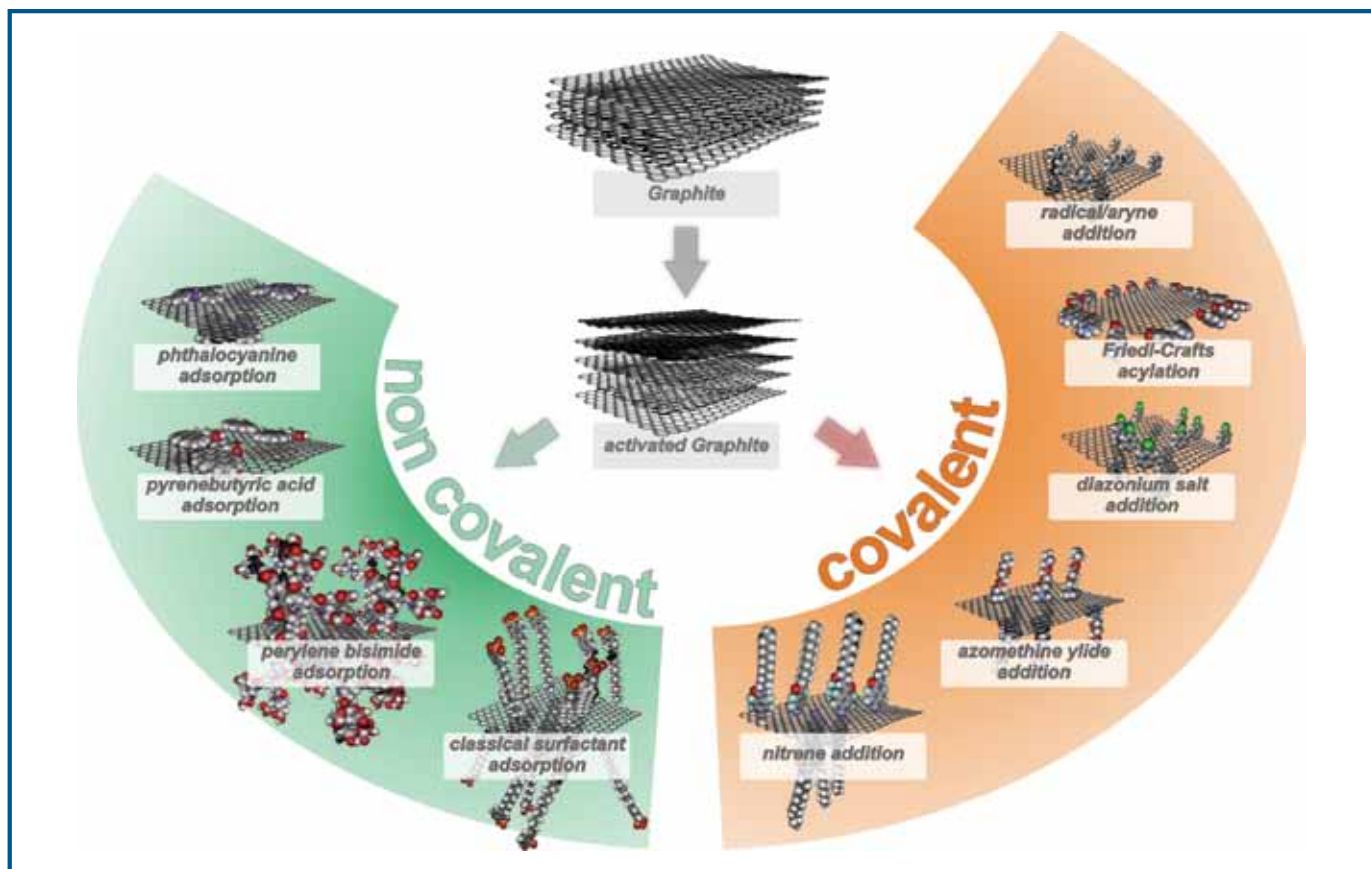 Graphite
activated Graphite
non covalent
phthalocyanine
adsorption
pyrenebutyric acid
adsorption
perylene bisimide
adsorption
classical surfactant
adsorption
covalent
radical/aryne
addition
Friedl-Crafts
acylation
diazonium salt
addition
azomethine ylide
addition
nitrene addition